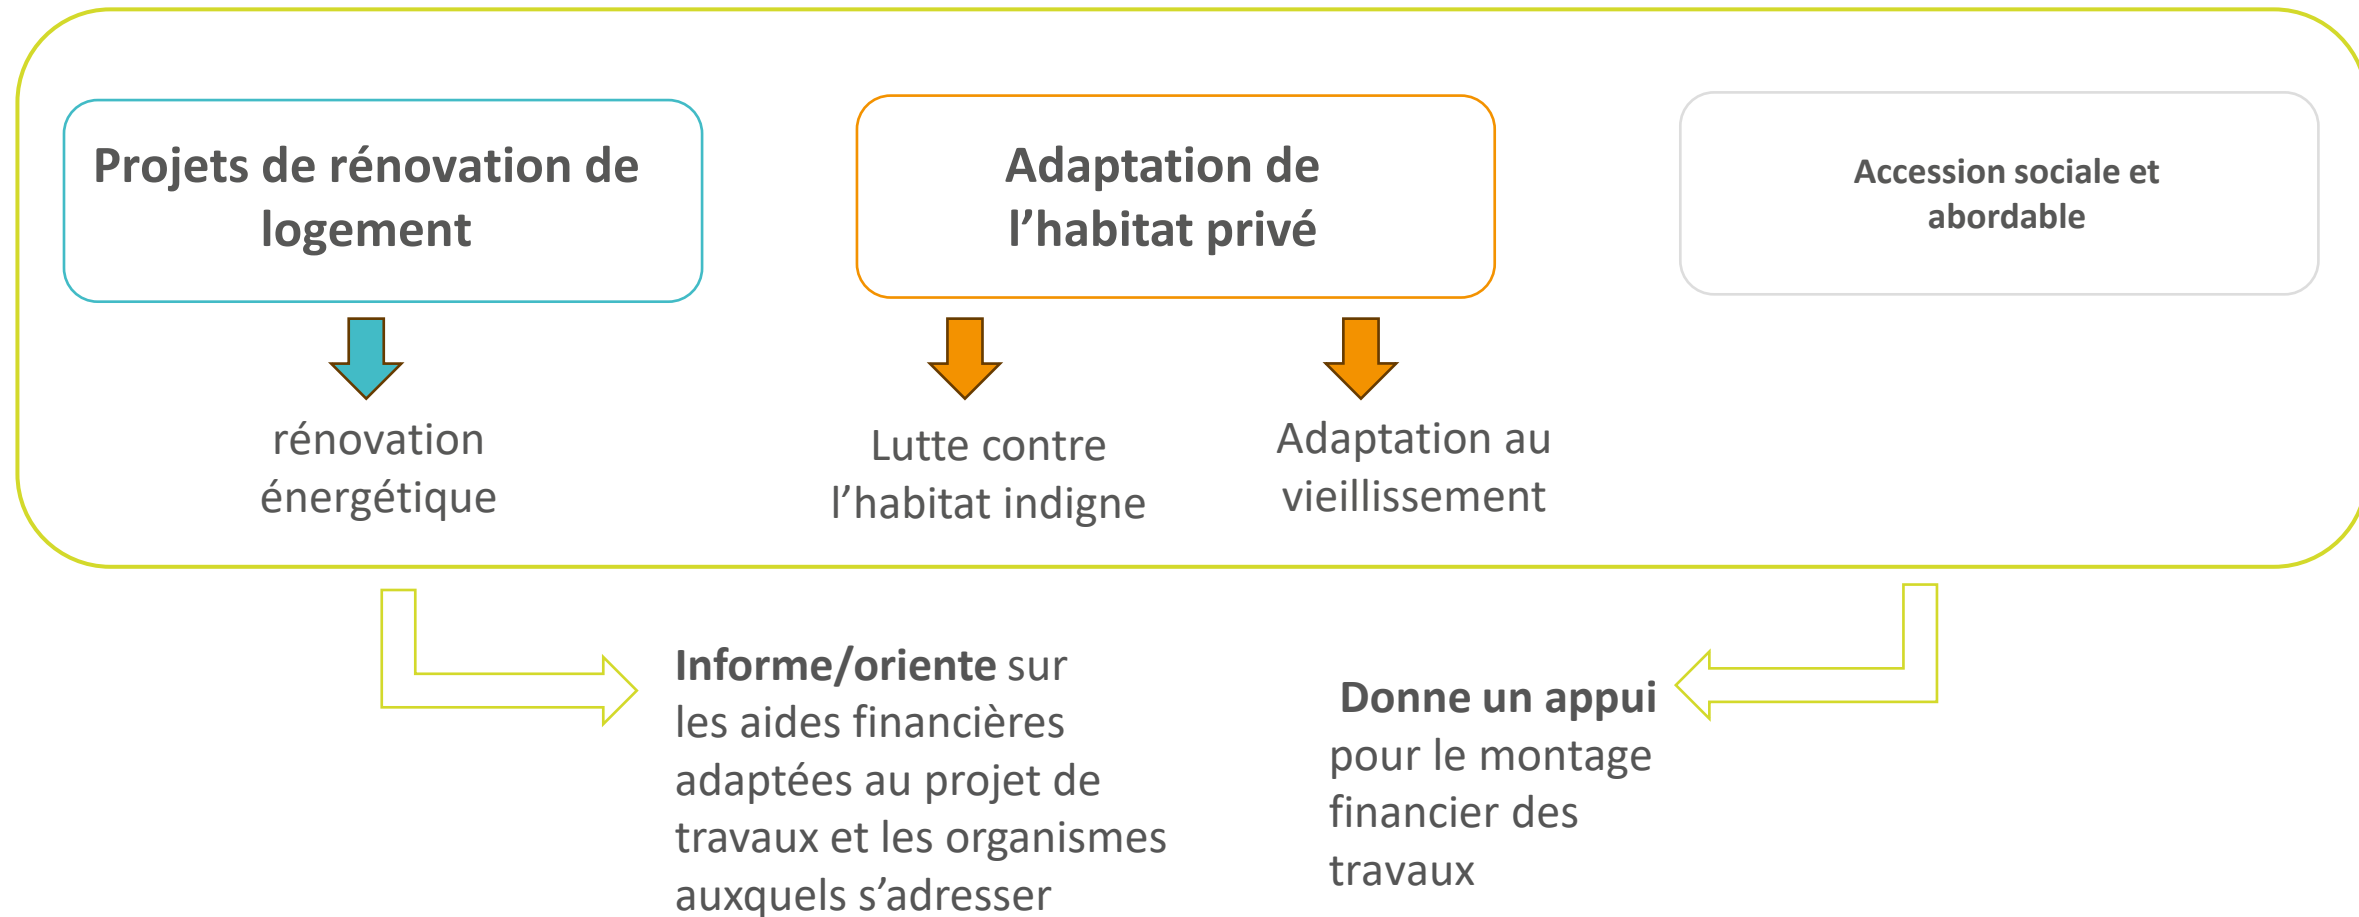 Projets de rénovation de
logement
Adaptation de
l’habitat privé
Accession sociale et
abordable
rénovation
énergétique
Lutte contre
l’habitat indigne
Adaptation au
vieillissement
Informe/oriente sur
les aides financières
adaptées au projet de
travaux et les organismes
auxquels s’adresser
Donne un appui
pour le montage
financier des
travaux